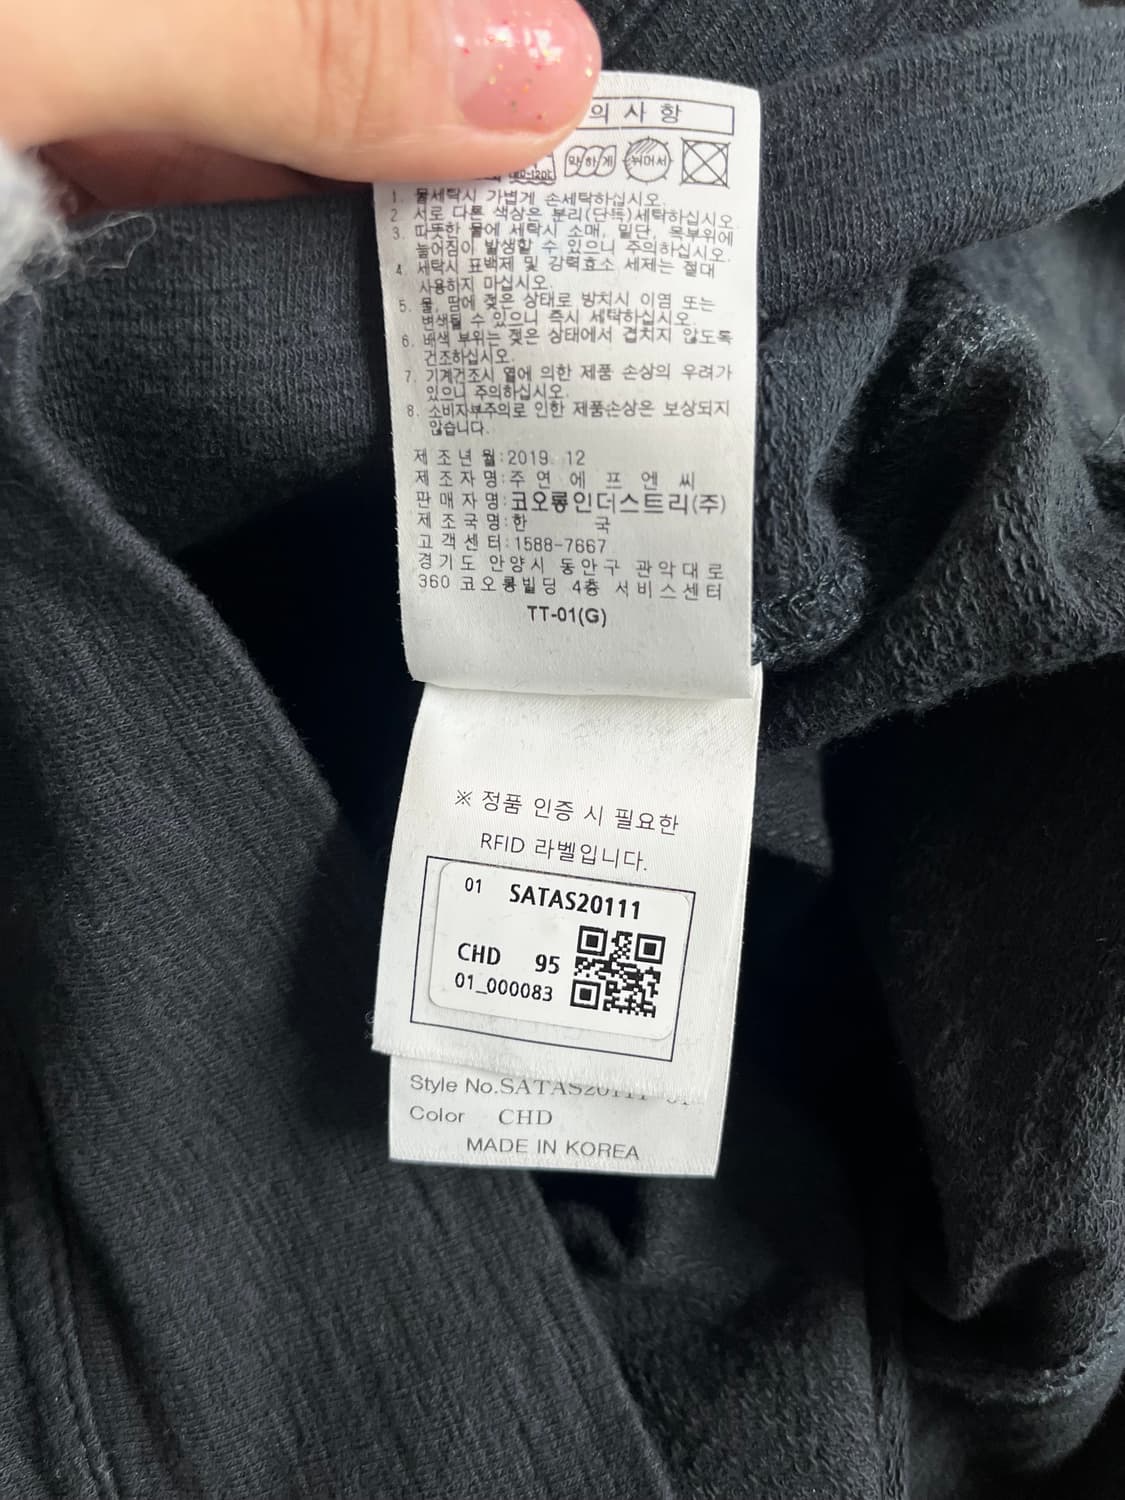 의 사 항
180-120℃ 약하게 뉘어서
1. 물세탁시 가볍게 손세탁하십시오.
2. 서로 다른 색상은 분리(단독)세탁하십시오.
3. 따뜻한 물에 세탁시 소매, 밑단, 목부위에
늘어짐이 발생할 수 있으니 주의하십시오.
4. 세탁시 표백제 및 강력효소 세제는 절대
사용하지 마십시오.
5. 물, 땀에 젖은 상태로 방치시 이염 또는
변색될 수 있으니 즉시 세탁하십시오.
6. 배색 부위는 젖은 상태에서 겹치지 않도록
건조하십시오.
7. 기계건조시 열에 의한 제품 손상의 우려가
있으니 주의하십시오.
8. 소비자부주의로 인한 제품손상은 보상되지
않습니다.
제조년월:2019. 12
제조자명:주 연 에 프 엔 씨
판매자명:코오롱인더스트리(주)
제조국명:한 국
고객센터:1588-7667
경기도 안양시 동안구 관악대로
360 코오롱빌딩 4층 서비스센터
TT-01(G)
※ 정품 인증 시 필요한
RFID 라벨입니다.
01 SATAS20111
CHD 95
01_000083
Style No.SATAS20111
Color CHD
MADE IN KOREA